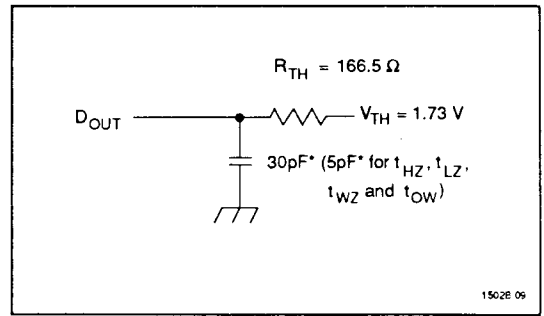 R_TH = 166.5 Ω
D_OUT
V_TH = 1.73 V
30pF* (5pF* for t_HZ, t_LZ,
t_WZ and t_OW)
1502B 09